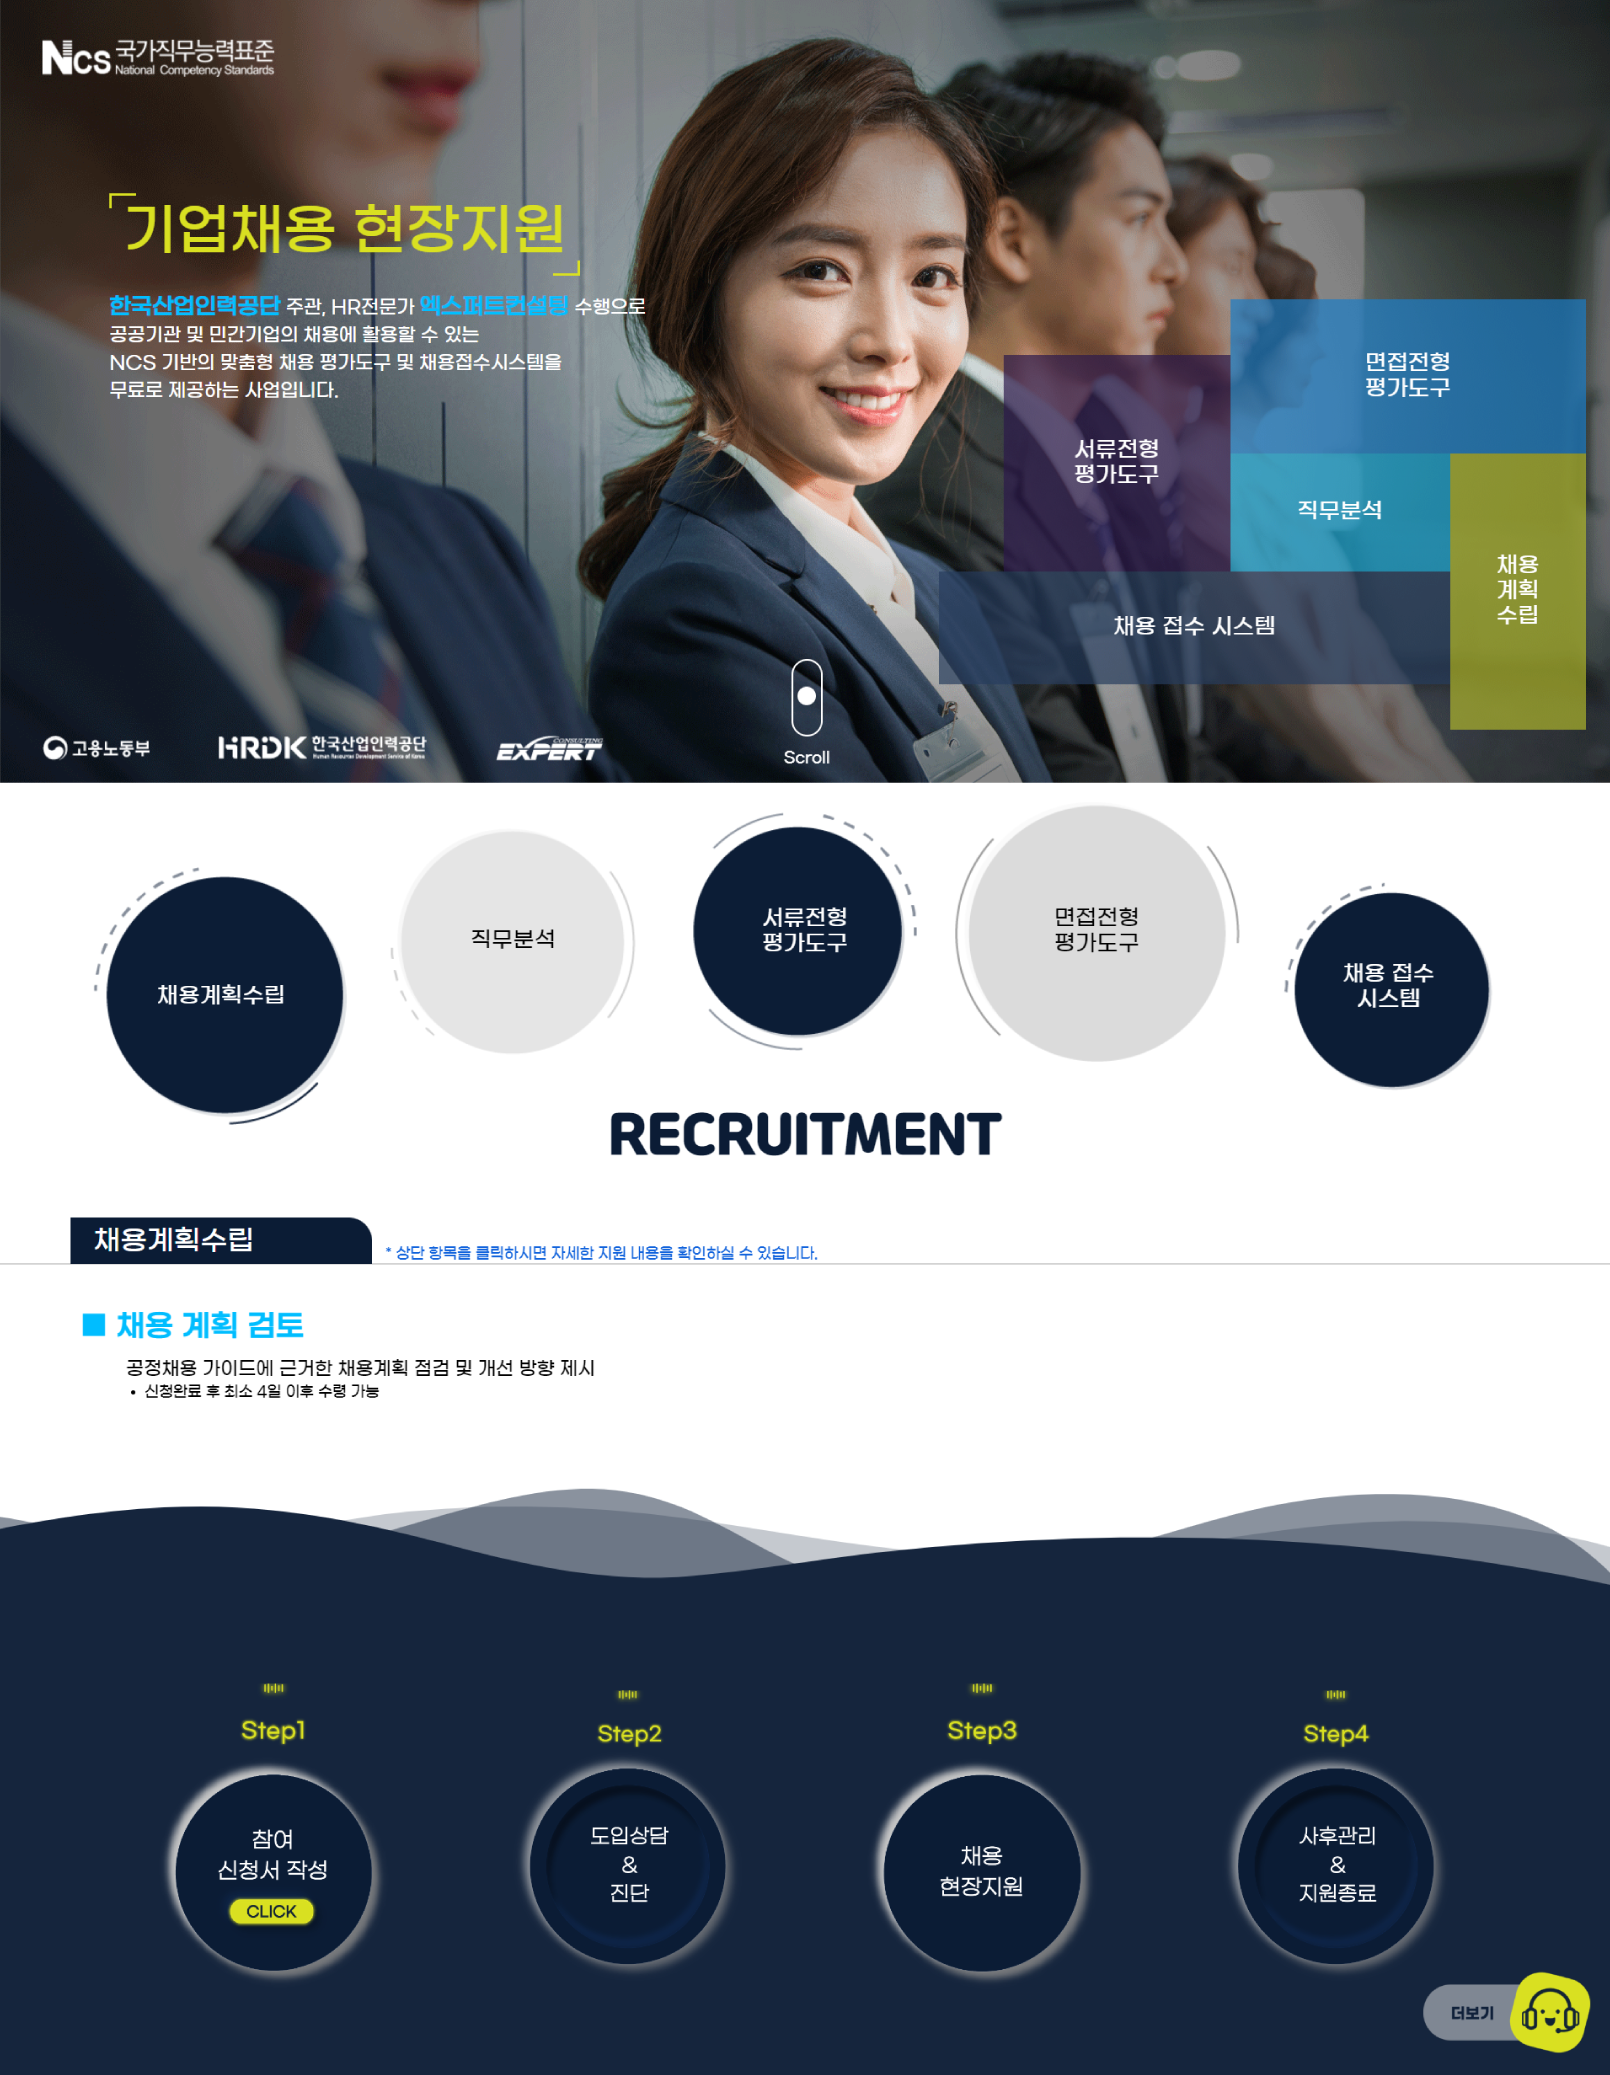 Ncs 국가직무능력표준
National Competency Standards
기업채용 현장지원
한국산업인력공단 주관, HR전문가 엑스퍼트컨설팅 수행으로
공공기관 및 민간기업의 채용에 활용할 수 있는
NCS 기반의 맞춤형 채용 평가도구 및 채용접수시스템을
무료로 제공하는 사업입니다.
면접전형
평가도구
서류전형
평가도구
직무분석
채용
계획
수립
채용 접수 시스템
고용노동부
HRDK 한국산업인력공단
Human Resources Development Service of Korea
EXPERT CONSULTING
Scroll
채용계획수립
직무분석
서류전형
평가도구
면접전형
평가도구
채용 접수
시스템
RECRUITMENT
채용계획수립
* 상단 항목을 클릭하시면 자세한 지원 내용을 확인하실 수 있습니다.
■ 채용 계획 검토
공정채용 가이드에 근거한 채용계획 점검 및 개선 방향 제시
• 신청완료 후 최소 4일 이후 수령 가능
Step1
참여
신청서 작성
CLICK
Step2
도입상담
&
진단
Step3
채용
현장지원
Step4
사후관리
&
지원종료
더보기